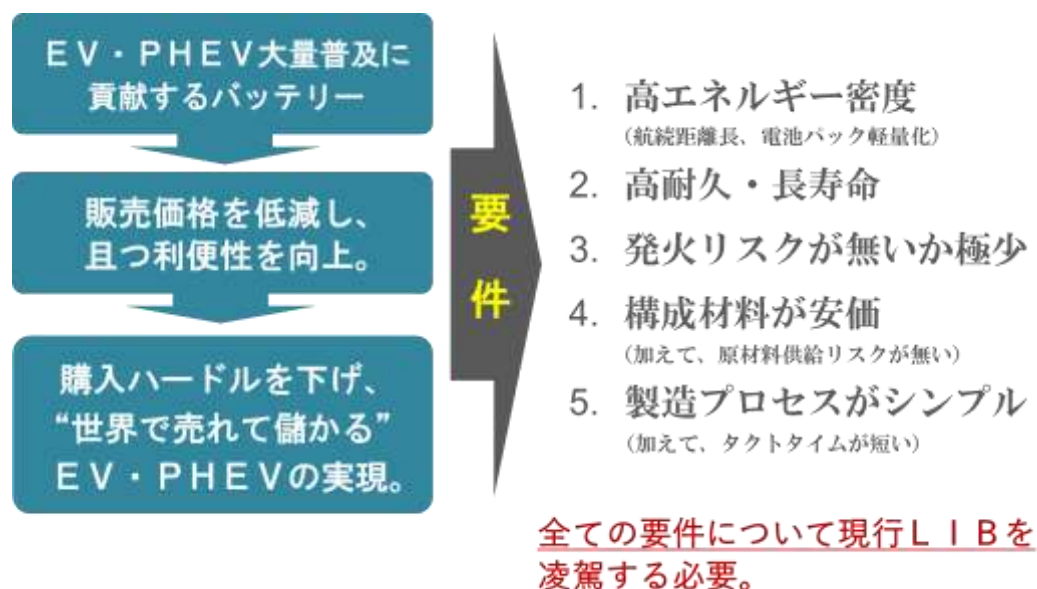 EV・PHEV大量普及に
貢献するバッテリー
販売価格を低減し、
且つ利便性を向上。
購入ハードルを下げ、
“世界で売れて儲かる”
EV・PHEVの実現。
要
件
1. 高エネルギー密度
(航続距離長、電池パック軽量化)
2. 高耐久・長寿命
3. 発火リスクが無いか極少
4. 構成材料が安価
(加えて、原材料供給リスクが無い)
5. 製造プロセスがシンプル
(加えて、タクトタイムが短い)
全ての要件について現行LIBを
凌駕する必要。